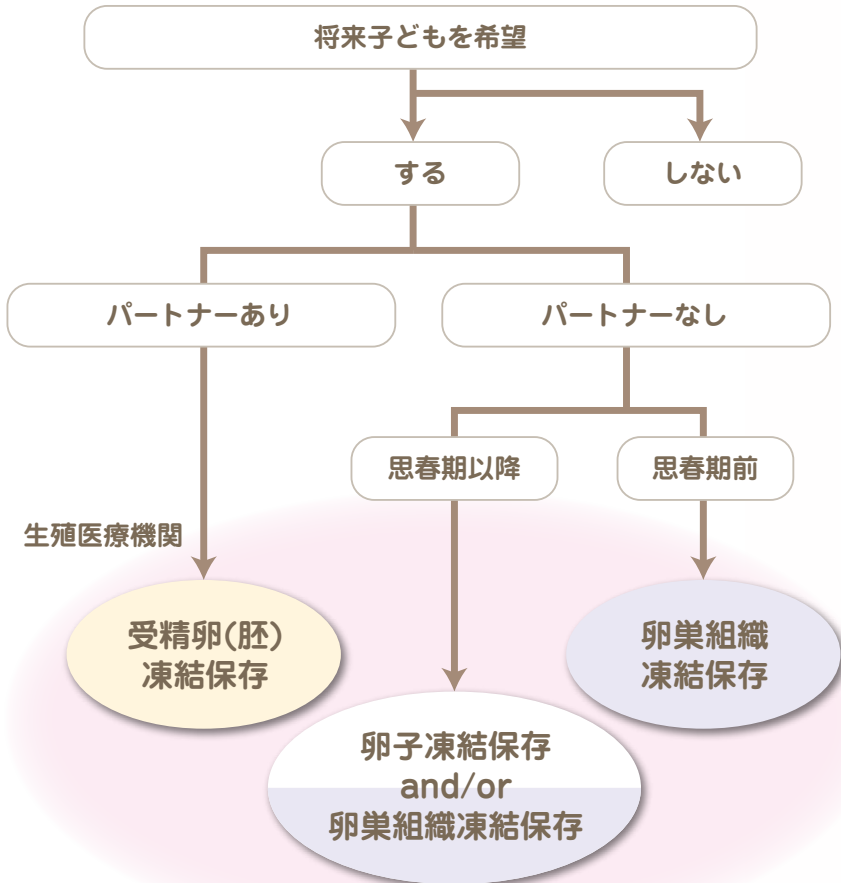 将来子どもを希望
する
しない
パートナーあり
パートナーなし
思春期以降
思春期前
生殖医療機関
受精卵(胚)
凍結保存
卵巣組織
凍結保存
卵子凍結保存
and/or
卵巣組織凍結保存